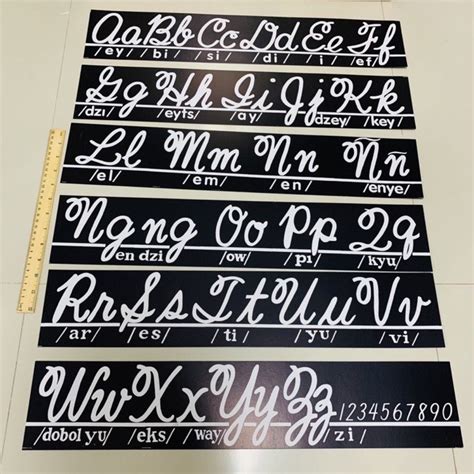 Aa Bb Cc Dd Ee Ff
/ey/ /bi/ /si/ /di/ /i/ /ef/
Gg Hh Ii Jj Kk
/dzi/ /eyts/ /ay/ /dzey/ /key/
Ll Mm Nn Ññ
/el/ /em/ /en/ /enye/
Ng ng Oo Pp Qq
en dzi /ow/ /pi/ /kyu/
Rr Ss Tt Uu Vv
/ar/ /es/ /ti/ /yu/ /vi/
Ww Xx Yy Zz 1234567890
/dobol yu/ /eks/ /way/ /zi/